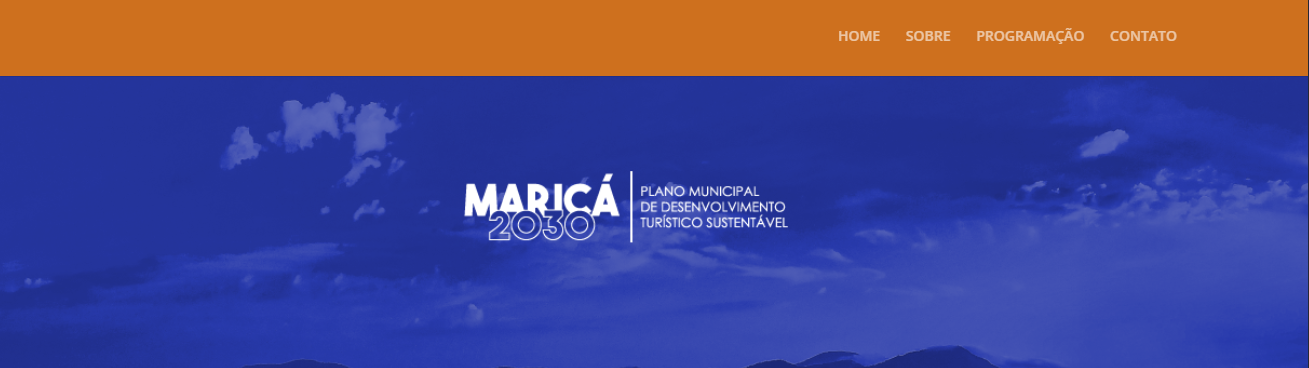 HOME SOBRE PROGRAMAÇÃO CONTATO
MARICÁ
2030
PLANO MUNICIPAL
DE DESENVOLVIMENTO
TURÍSTICO SUSTENTÁVEL